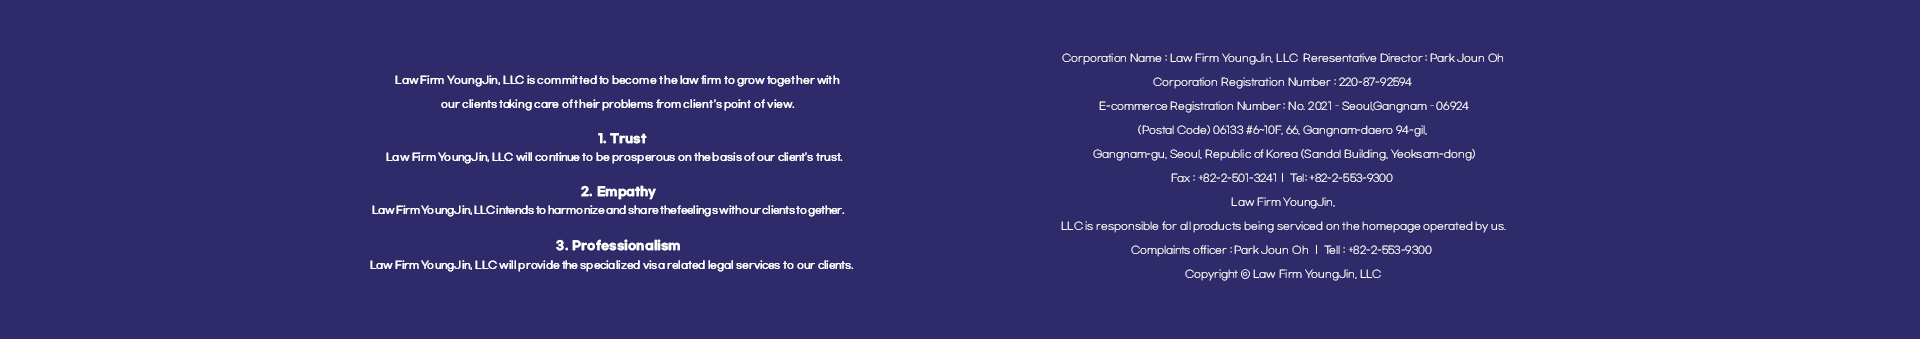 Law Firm YoungJin, LLC is committed to become the law firm to grow together with
our clients taking care of their problems from client's point of view.
1. Trust
Law Firm YoungJin, LLC will continue to be prosperous on the basis of our client's trust.
2. Empathy
Law Firm YoungJin, LLC intends to harmonize and share the feelings with our clients together.
3. Professionalism
Law Firm YoungJin, LLC will provide the specialized visa related legal services to our clients.
Corporation Name : Law Firm YoungJin, LLC Reresentative Director : Park Joun Oh
Corporation Registration Number : 220-87-92594
E-commerce Registration Number : No. 2021 - SeoulGangnam - 06924
(Postal Code) 06133 #6~10F, 66, Gangnam-daero 94-gil,
Gangnam-gu, Seoul, Republic of Korea (Sandol Building, Yeoksam-dong)
Fax : +82-2-501-3241 | Tel: +82-2-553-9300
Law Firm YoungJin,
LLC is responsible for all products being serviced on the homepage operated by us.
Complaints officer : Park Joun Oh | Tell : +82-2-553-9300
Copyright © Law Firm YoungJin, LLC